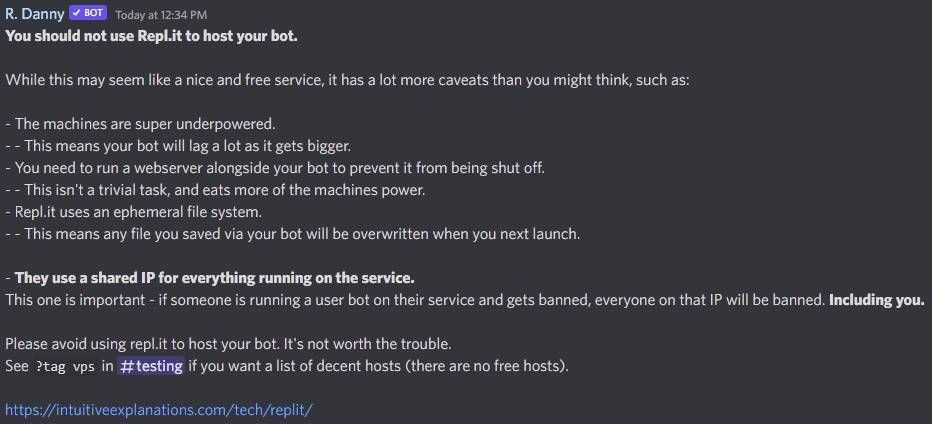 R. Danny ✓ BOT Today at 12:34 PM
You should not use Repl.it to host your bot.
While this may seem like a nice and free service, it has a lot more caveats than you might think, such as:
- The machines are super underpowered.
- - This means your bot will lag a lot as it gets bigger.
- You need to run a webserver alongside your bot to prevent it from being shut off.
- - This isn't a trivial task, and eats more of the machines power.
- Repl.it uses an ephemeral file system.
- - This means any file you saved via your bot will be overwritten when you next launch.
- They use a shared IP for everything running on the service.
This one is important - if someone is running a user bot on their service and gets banned, everyone on that IP will be banned. Including you.
Please avoid using repl.it to host your bot. It's not worth the trouble.
See ?tag vps in #testing if you want a list of decent hosts (there are no free hosts).
https://intuitiveexplanations.com/tech/replit/